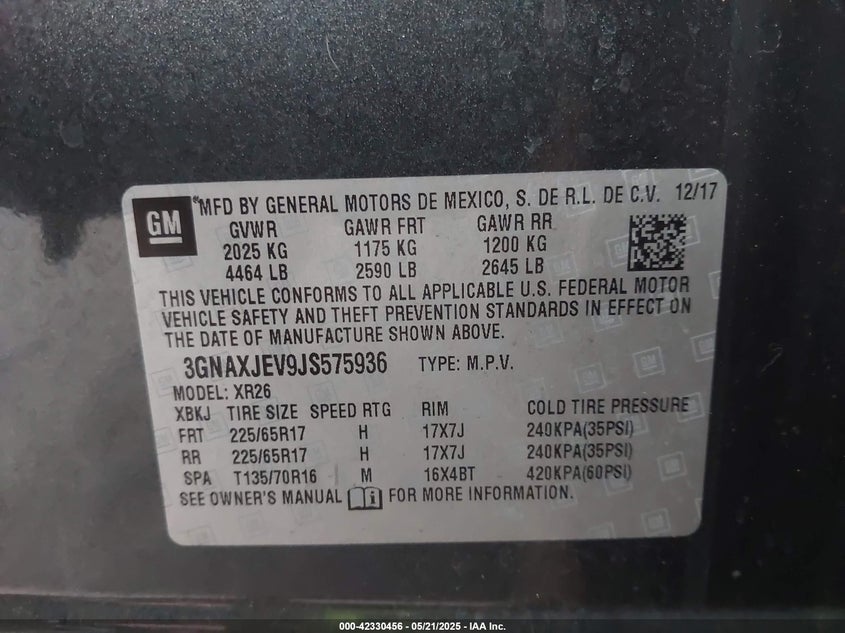 GM
*MFD BY GENERAL MOTORS DE MEXICO, S. DE R.L. DE C.V. 12/17
GVWR GAWR FRT GAWR RR
2025 KG 1175 KG 1200 KG
4464 LB 2590 LB 2645 LB
THIS VEHICLE CONFORMS TO ALL APPLICABLE U.S. FEDERAL MOTOR
VEHICLE SAFETY AND THEFT PREVENTION STANDARDS IN EFFECT ON
THE DATE OF MANUFACTURE SHOWN ABOVE.
3GNAXJEV9JS575936 TYPE: M.P.V.
MODEL: XR26
XBKJ TIRE SIZE SPEED RTG RIM COLD TIRE PRESSURE
FRT 225/65R17 H 17X7J 240KPA(35PSI)
RR 225/65R17 H 17X7J 240KPA(35PSI)
SPA T135/70R16 M 16X4BT 420KPA(60PSI)
SEE OWNER'S MANUAL FOR MORE INFORMATION.
000-42330456 - 05/21/2025 - IAA Inc.